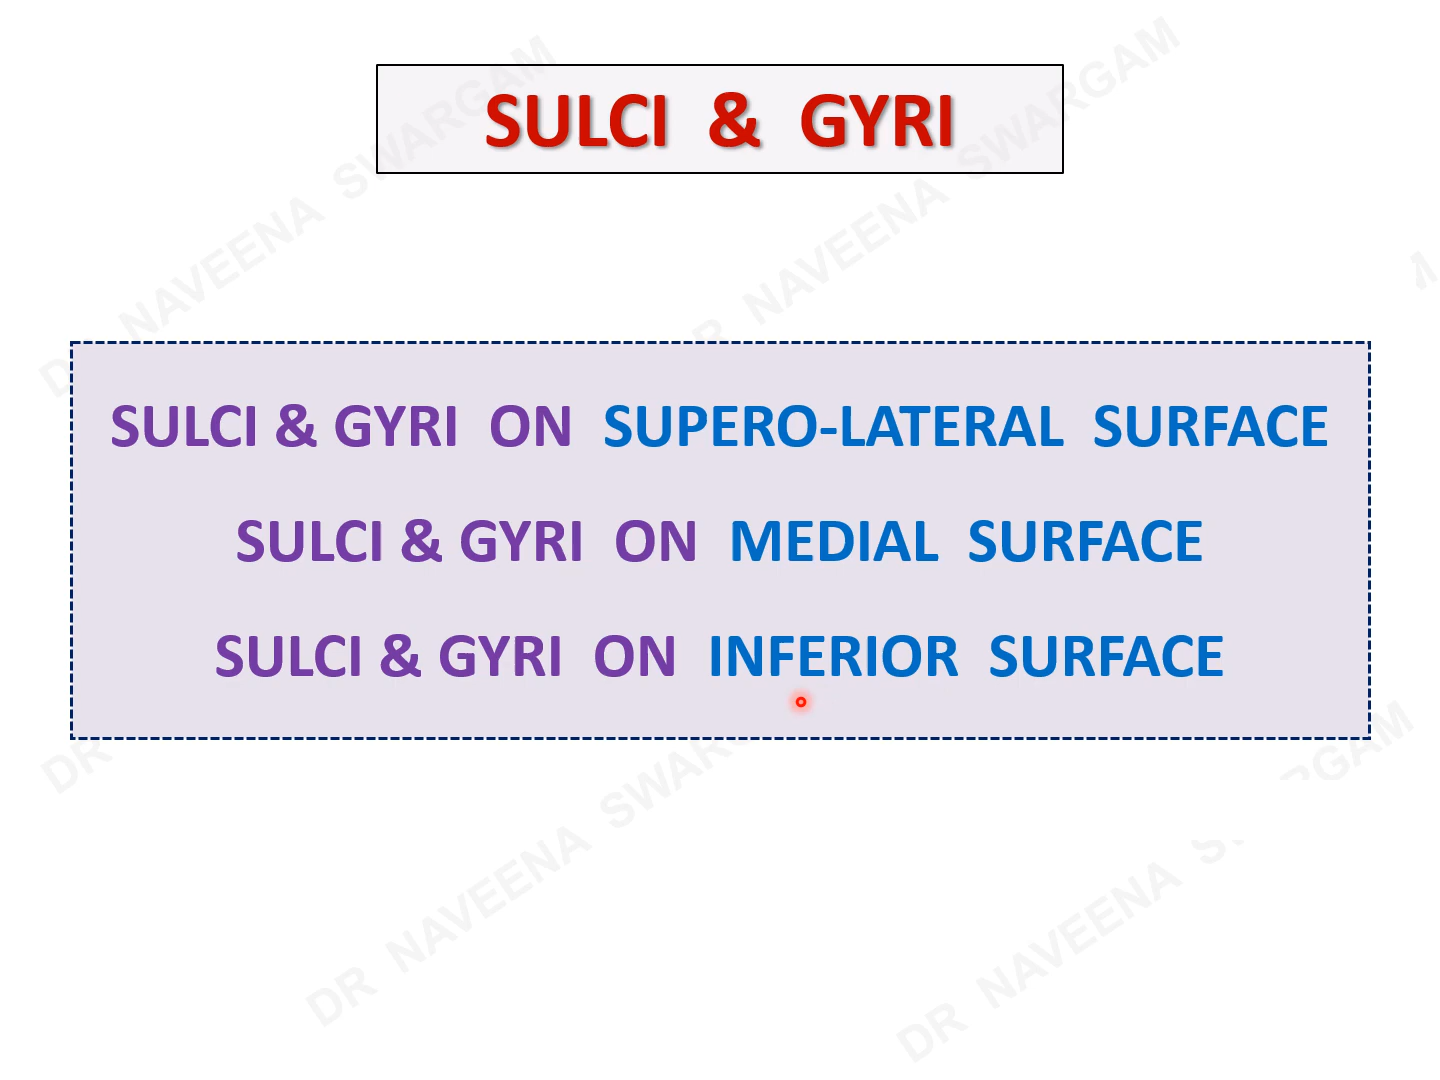 SULCI & GYRI
SULCI & GYRI ON SUPERO-LATERAL SURFACE
SULCI & GYRI ON MEDIAL SURFACE
SULCI & GYRI ON INFERIOR SURFACE
DR NAVEENA SWARGAM
NAVEENA SWARGAM
DR NAVEENA
DR NAVEENA
DR